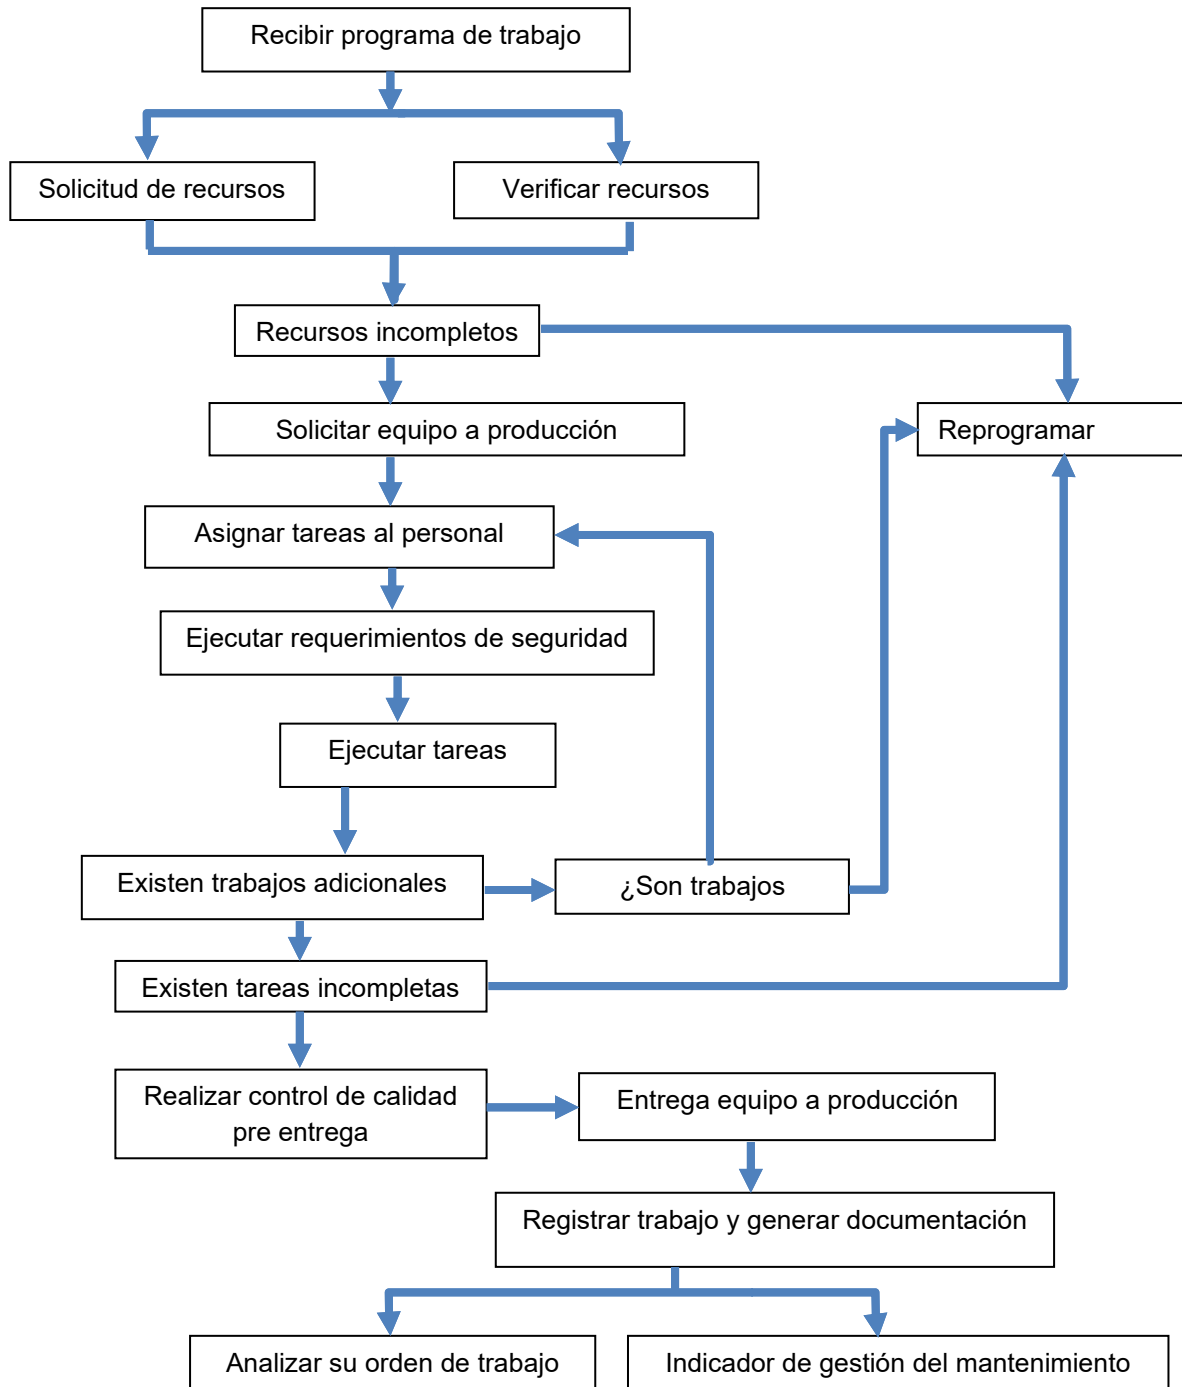 Recibir programa de trabajo
Solicitud de recursos
Verificar recursos
Recursos incompletos
Solicitar equipo a producción
Reprogramar
Asignar tareas al personal
Ejecutar requerimientos de seguridad
Ejecutar tareas
Existen trabajos adicionales
¿Son trabajos
Existen tareas incompletas
Realizar control de calidad
pre entrega
Entrega equipo a producción
Registrar trabajo y generar documentación
Analizar su orden de trabajo
Indicador de gestión del mantenimiento